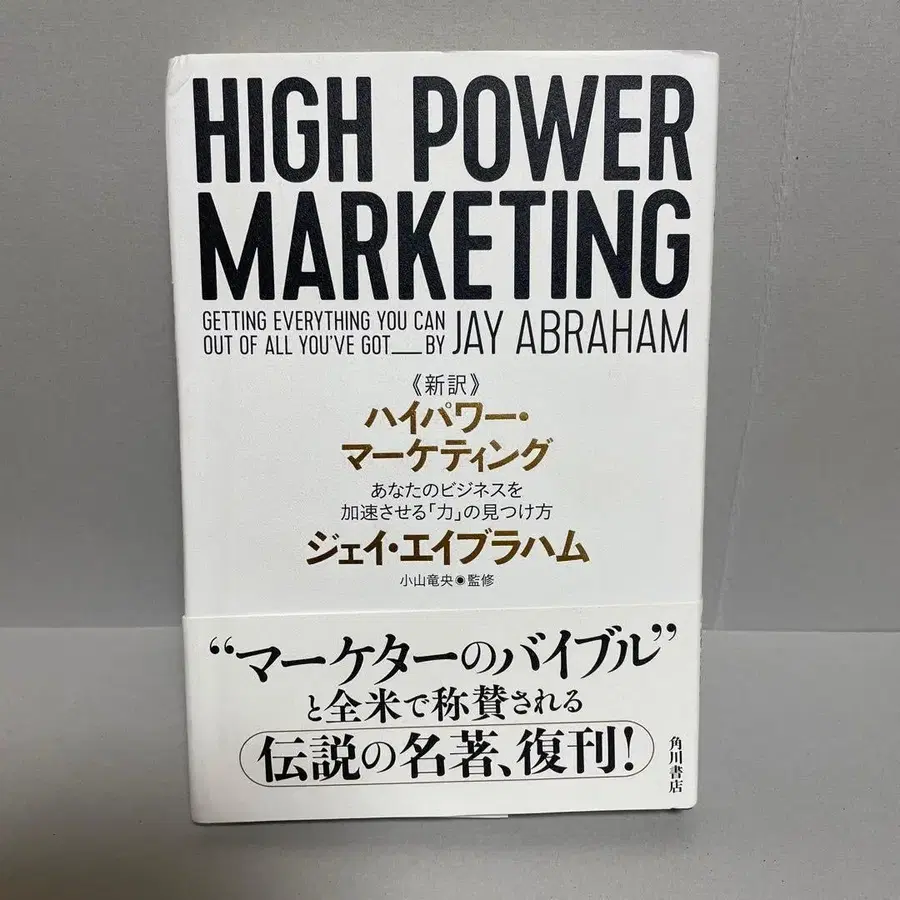 HIGH POWER
MARKETING
GETTING EVERYTHING YOU CAN
OUT OF ALL YOU'VE GOT__BY JAY ABRAHAM
《新訳》
ハイパワー・
マーケティング
あなたのビジネスを
加速させる「力」の見つけ方
ジェイ・エイブラハム
小山竜央◉監修
“マーケターのバイブル”
と全米で称賛される
伝説の名著、復刊!
角川書店